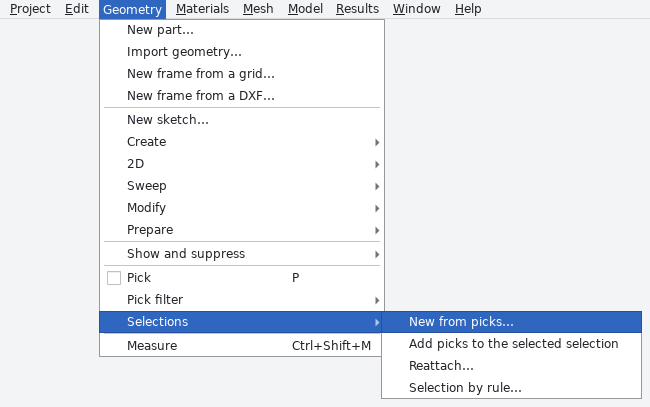 Project Edit Geometry Materials Mesh Model Results Window Help
New part...
Import geometry...
New frame from a grid...
New frame from a DXF...
New sketch...
Create
2D
Sweep
Modify
Prepare
Show and suppress
Pick P
Pick filter
Selections
Measure Ctrl+Shift+M
New from picks...
Add picks to the selected selection
Reattach...
Selection by rule...